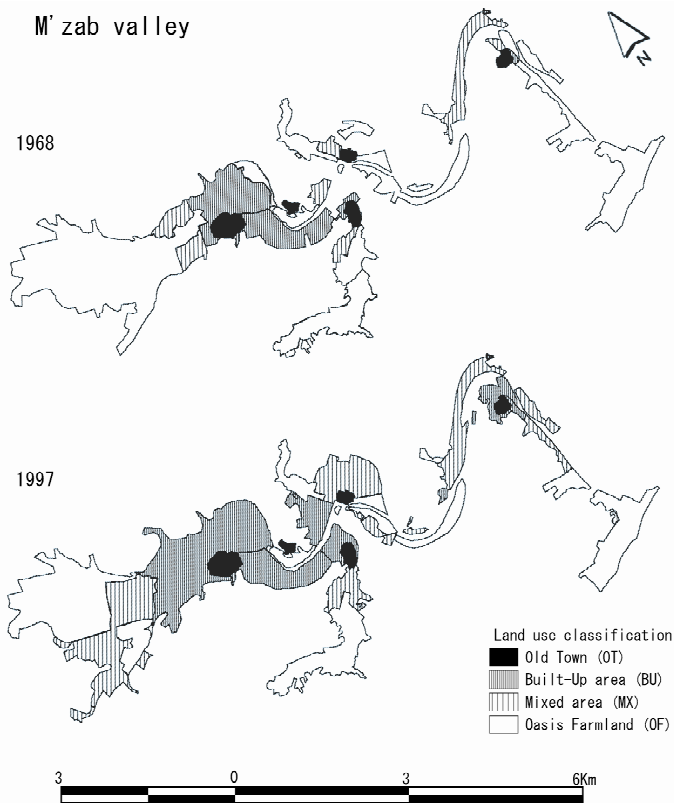 M'zab valley
N
1968
1997
Land use classification
Old Town (OT)
Built-Up area (BU)
Mixed area (MX)
Oasis Farmland (OF)
3 0 3 6Km